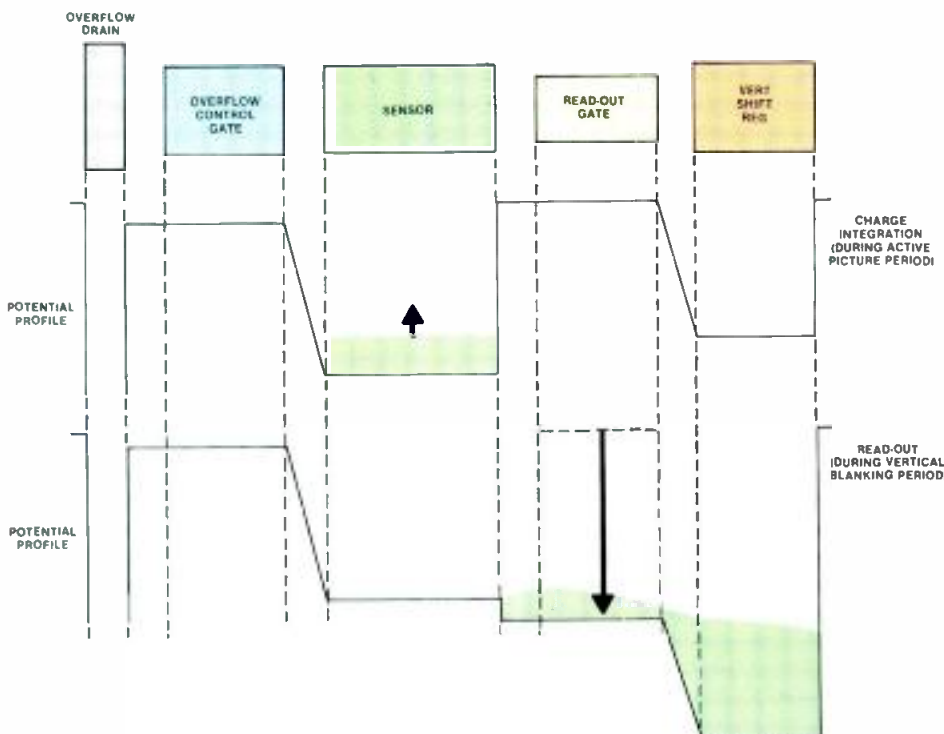 OVERFLOW
DRAIN
OVERFLOW
CONTROL
GATE
SENSOR
READ-OUT
GATE
VERT
SHIFT
REG
CHARGE
INTEGRATION
(DURING ACTIVE
PICTURE PERIOD)
POTENTIAL
PROFILE
READ-OUT
(DURING VERTICAL
BLANKING PERIOD)
POTENTIAL
PROFILE